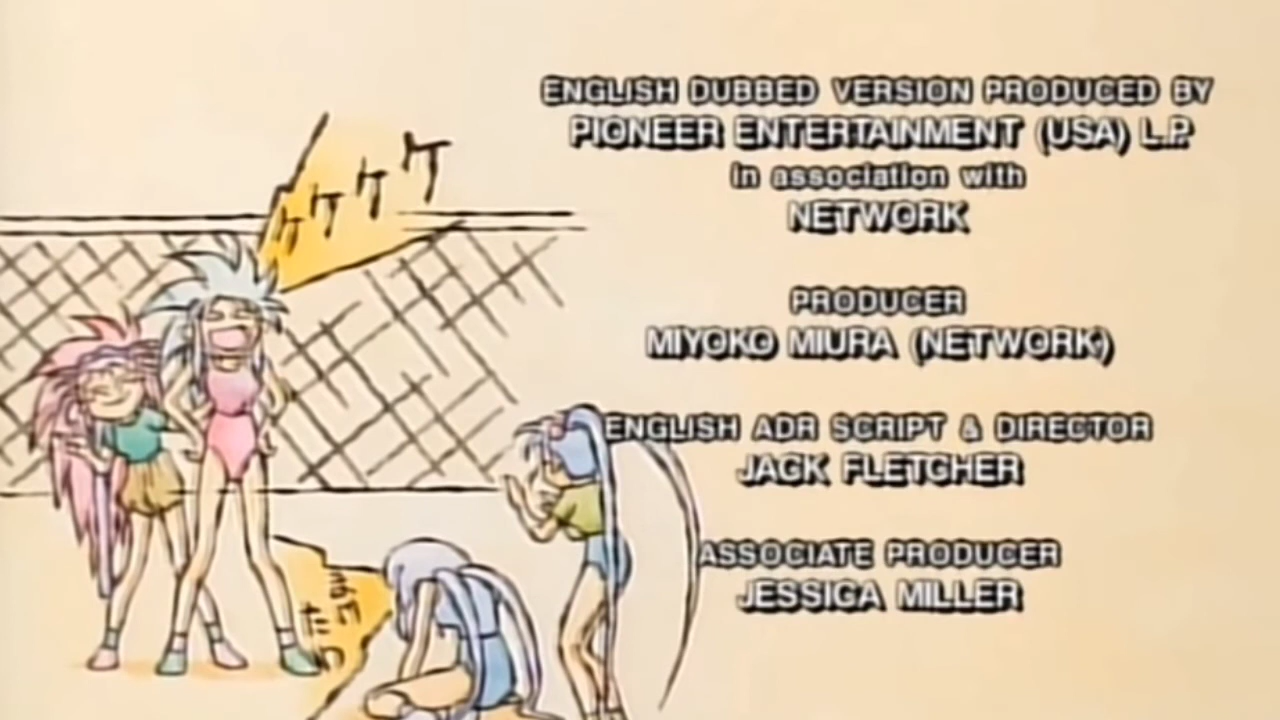 ENGLISH DUBBED VERSION PRODUCED BY
PIONEER ENTERTAINMENT (USA) L.P.
in association with
NETWORK
PRODUCER
MIYOKO MIURA (NETWORK)
ENGLISH ADR SCRIPT & DIRECTOR
JACK FLETCHER
ASSOCIATE PRODUCER
JESSICA MILLER
ケケケケ